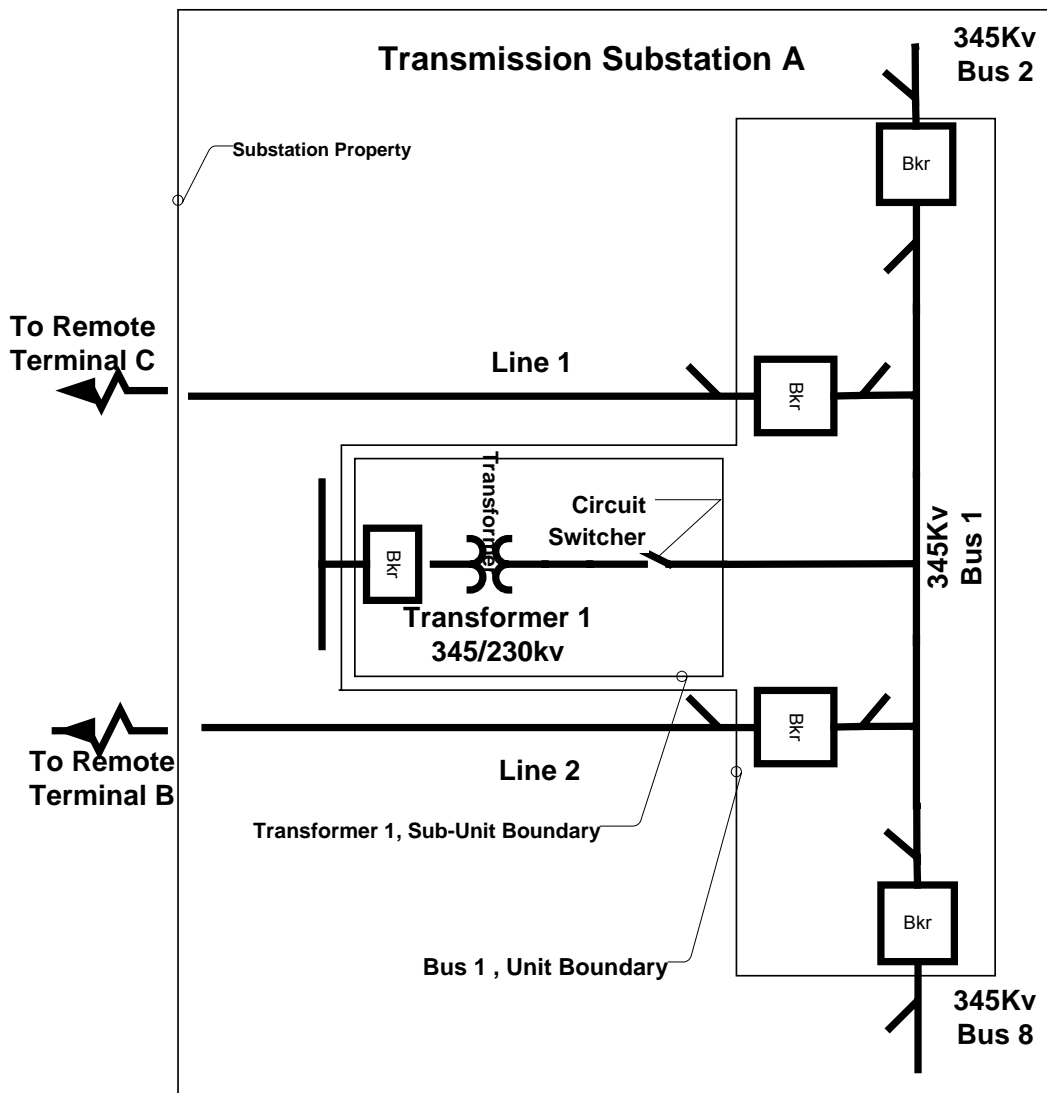 Transmission Substation A
345Kv
Bus 2
Substation Property
Bkr
To Remote
Terminal C
Line 1
Bkr
Transformer
Circuit
Switcher
Bkr
345Kv
Bus 1
Transformer 1
345/230kv
Bkr
To Remote
Terminal B
Line 2
Transformer 1, Sub-Unit Boundary
Bkr
Bus 1 , Unit Boundary
345Kv
Bus 8